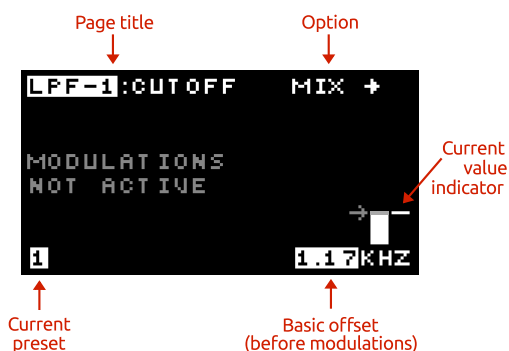 Page title
Option
LPF-1:CUTOFF MIX →
MODULATIONS
NOT ACTIVE
Current
value
indicator
1
1.17KHZ
Current
preset
Basic offset
(before modulations)